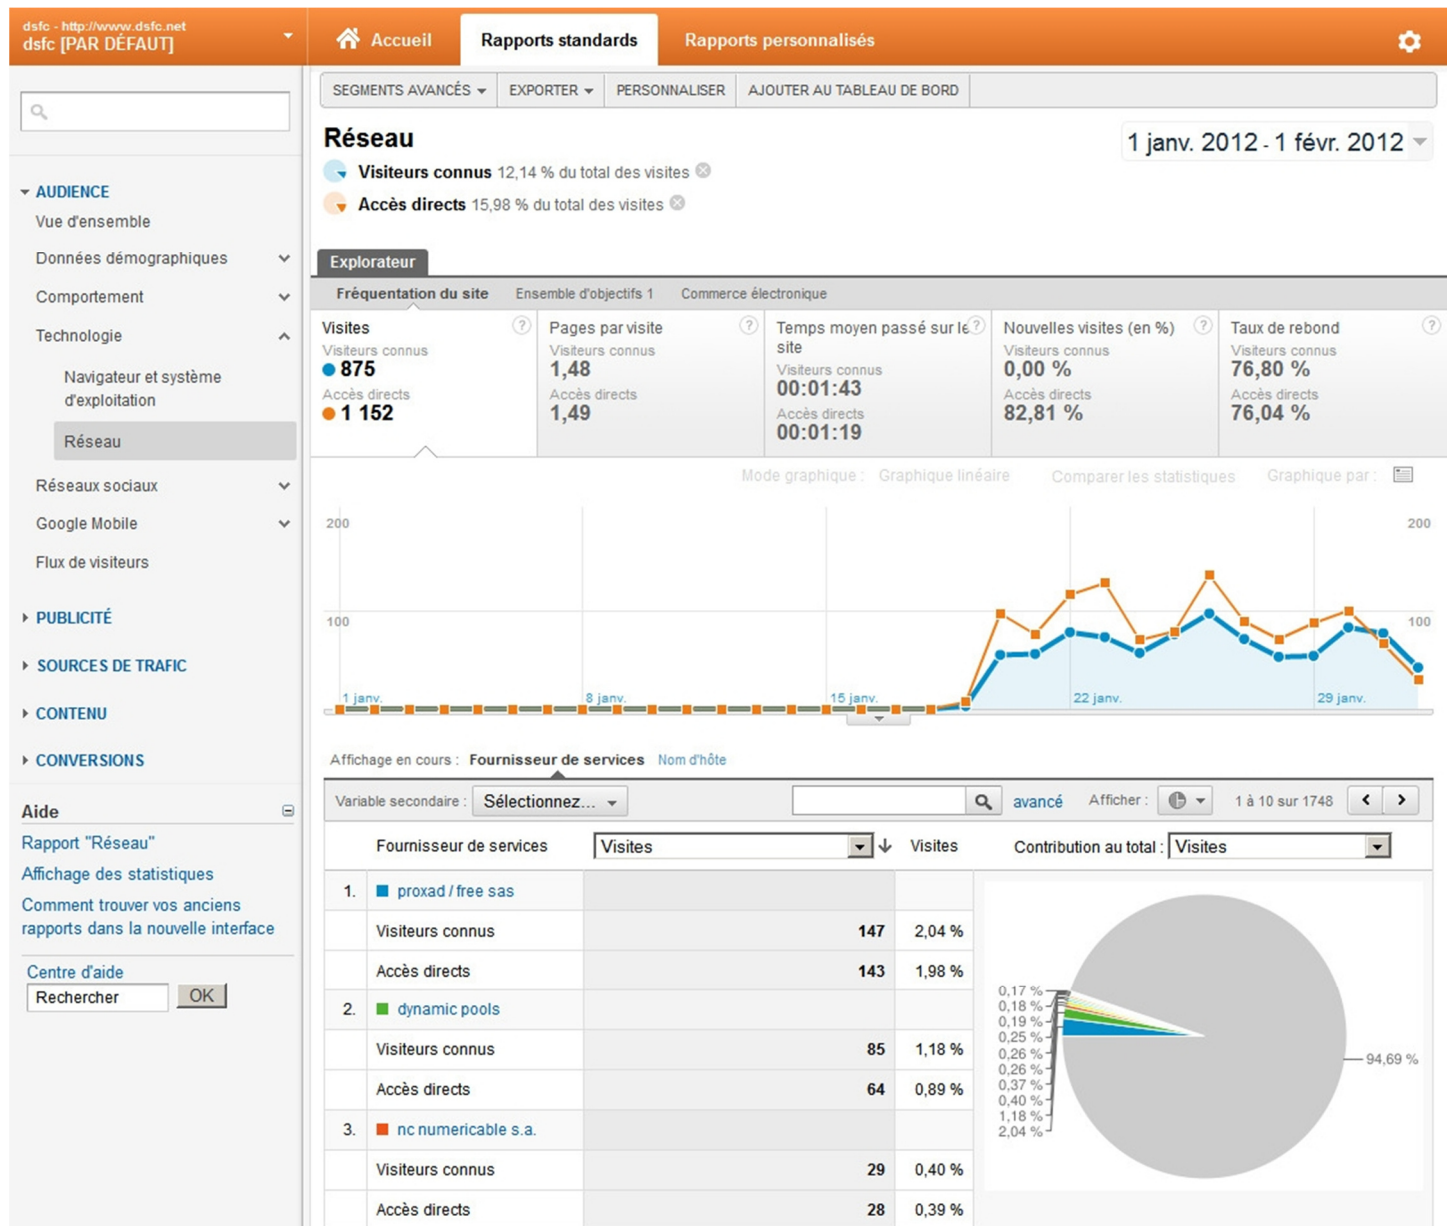 dsfc - http://www.dsfc.net
dsfc [PAR DÉFAUT]
Accueil
Rapports standards
Rapports personnalisés
SEGMENTS AVANCÉS
EXPORTER
PERSONNALISER
AJOUTER AU TABLEAU DE BORD
Réseau
1 janv. 2012 - 1 févr. 2012
Visiteurs connus 12,14 % du total des visites
Accès directs 15,98 % du total des visites
AUDIENCE
Vue d'ensemble
Données démographiques
Comportement
Technologie
Navigateur et système
d'exploitation
Réseau
Réseaux sociaux
Google Mobile
Flux de visiteurs
PUBLICITÉ
SOURCES DE TRAFIC
CONTENU
CONVERSIONS
Aide
Rapport "Réseau"
Affichage des statistiques
Comment trouver vos anciens
rapports dans la nouvelle interface
Centre d'aide
Rechercher
OK
Explorateur
Fréquentation du site
Ensemble d'objectifs 1
Commerce électronique
Visites
?
Visiteurs connus
875
Accès directs
1 152
Pages par visite
?
Visiteurs connus
1,48
Accès directs
1,49
Temps moyen passé sur le
?
site
Visiteurs connus
00:01:43
Accès directs
00:01:19
Nouvelles visites (en %)
?
Visiteurs connus
0,00 %
Accès directs
82,81 %
Taux de rebond
?
Visiteurs connus
76,80 %
Accès directs
76,04 %
Mode graphique : Graphique linéaire
Comparer les statistiques
Graphique par :
200
200
100
100
1 janv.
8 janv.
15 janv.
22 janv.
29 janv.
Affichage en cours : Fournisseur de services Nom d'hôte
Variable secondaire : Sélectionnez...
avancé
Afficher :
1 à 10 sur 1748
Fournisseur de services
Visites
Visites
Contribution au total : Visites
1. proxad / free sas
Visiteurs connus 147 2,04 %
Accès directs 143 1,98 %
2. dynamic pools
Visiteurs connus 85 1,18 %
Accès directs 64 0,89 %
3. nc numericable s.a.
Visiteurs connus 29 0,40 %
Accès directs 28 0,39 %
0,17 %
0,18 %
0,19 %
0,25 %
0,26 %
0,26 %
0,37 %
0,40 %
1,18 %
2,04 %
94,69 %